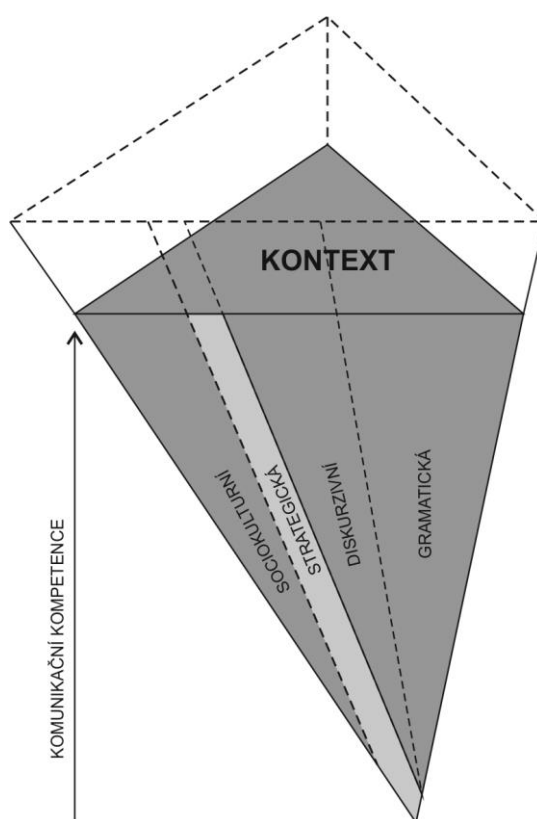 KONTEXT
SOCIOKULTURNÍ
STRATEGICKÁ
DISKURZIVNÍ
GRAMATICKÁ
KOMUNIKAČNÍ KOMPETENCE